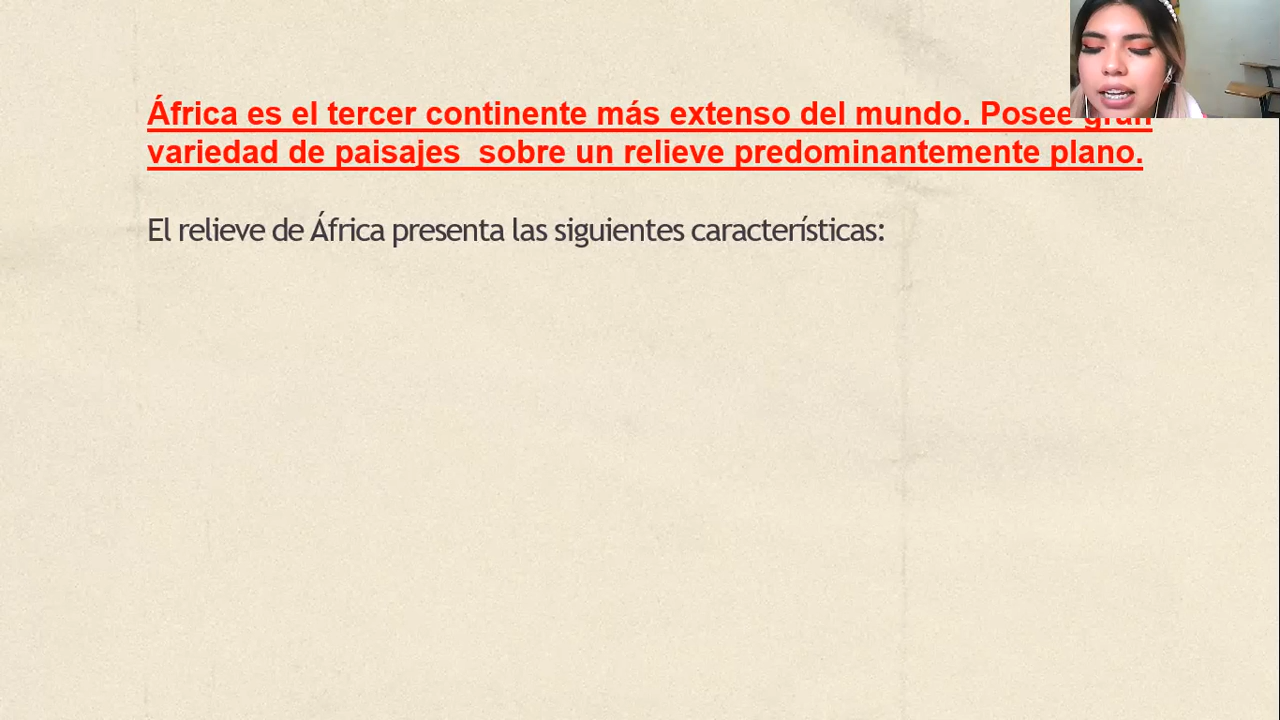 África es el tercer continente más extenso del mundo. Posee gran
variedad de paisajes  sobre un relieve predominantemente plano.
El relieve de África presenta las siguientes características: